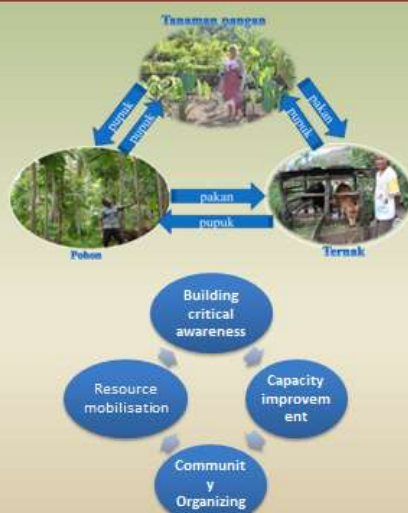 Tanaman pangan
pupuk
pupuk
pakan
pupuk
pakan
pupuk
Pohon
Ternak
Building
critical
awareness
Resource
mobilisation
Capacity
improvem
ent
Communit
y
Organizing